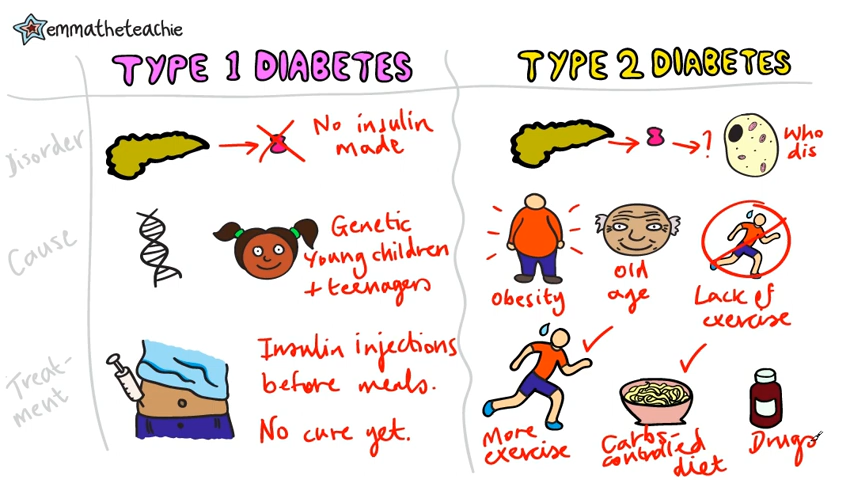 emmatheteachie
TYPE 1 DIABETES
TYPE 2 DIABETES
Disorder
No insulin
made
?
Who
dis
Cause
Genetic
Young children
+ teenagers
Obesity
Old
age
Lack of
exercise
Treat-
ment
Insulin injections
before meals.
No cure yet.
More
exercise
Carbs-
controlled
diet
Drugs